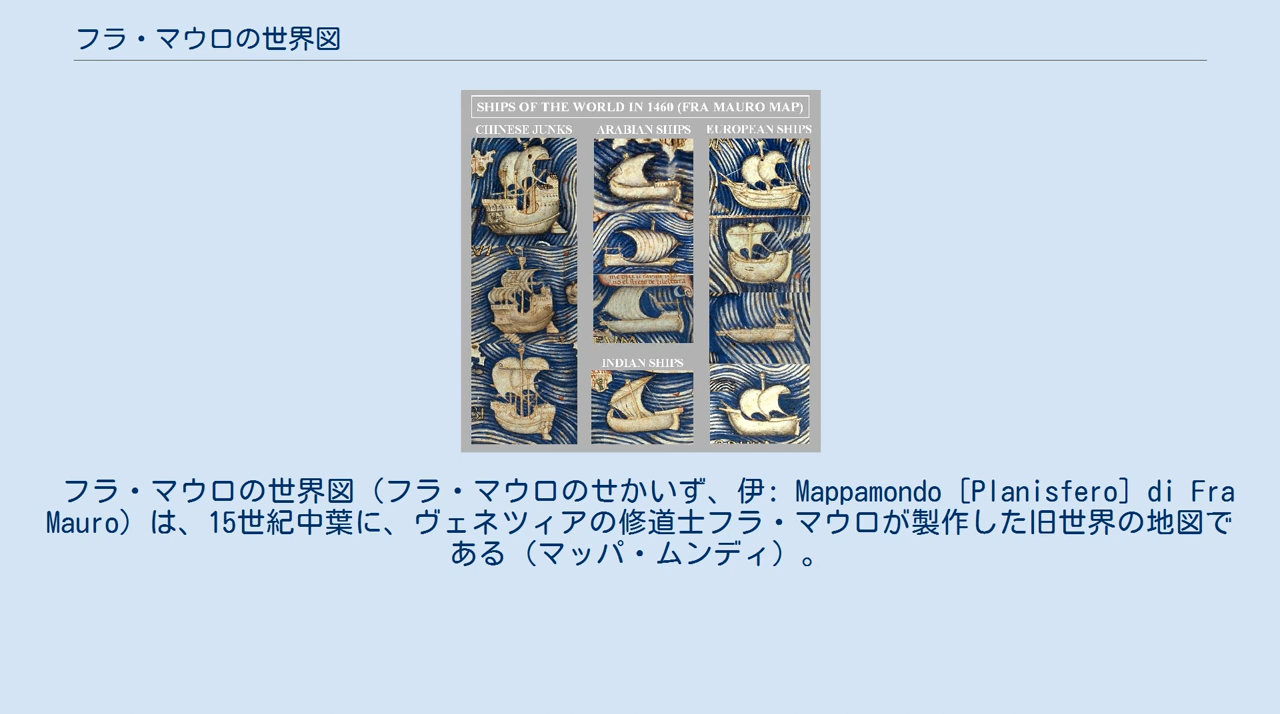 フラ・マウロの世界図
SHIPS OF THE WORLD IN 1460 (FRA MAURO MAP)
CHINESE JUNKS
ARABIAN SHIPS
EUROPEAN SHIPS
INDIAN SHIPS
フラ・マウロの世界図（フラ・マウロのせかいず、伊: Mappamondo [Planisfero] di Fra
Mauro）は、15世紀中葉に、ヴェネツィアの修道士フラ・マウロが製作した旧世界の地図で
ある（マッパ・ムンディ）。